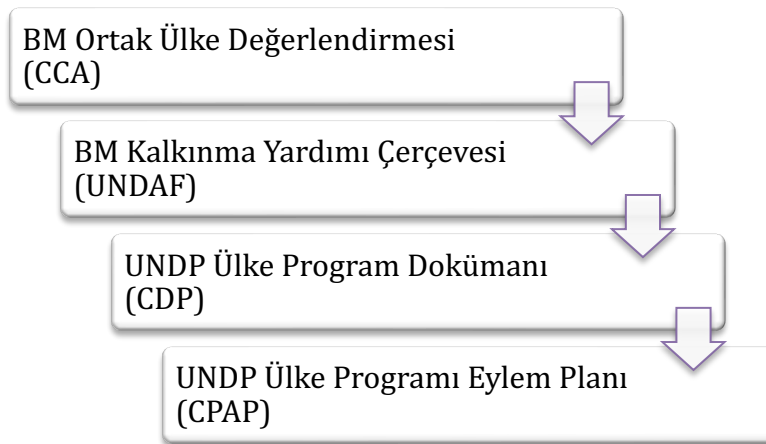 BM Ortak Ülke Değerlendirmesi
(CCA)
BM Kalkınma Yardımı Çerçevesi
(UNDAF)
UNDP Ülke Program Dokümanı
(CDP)
UNDP Ülke Programı Eylem Planı
(CPAP)